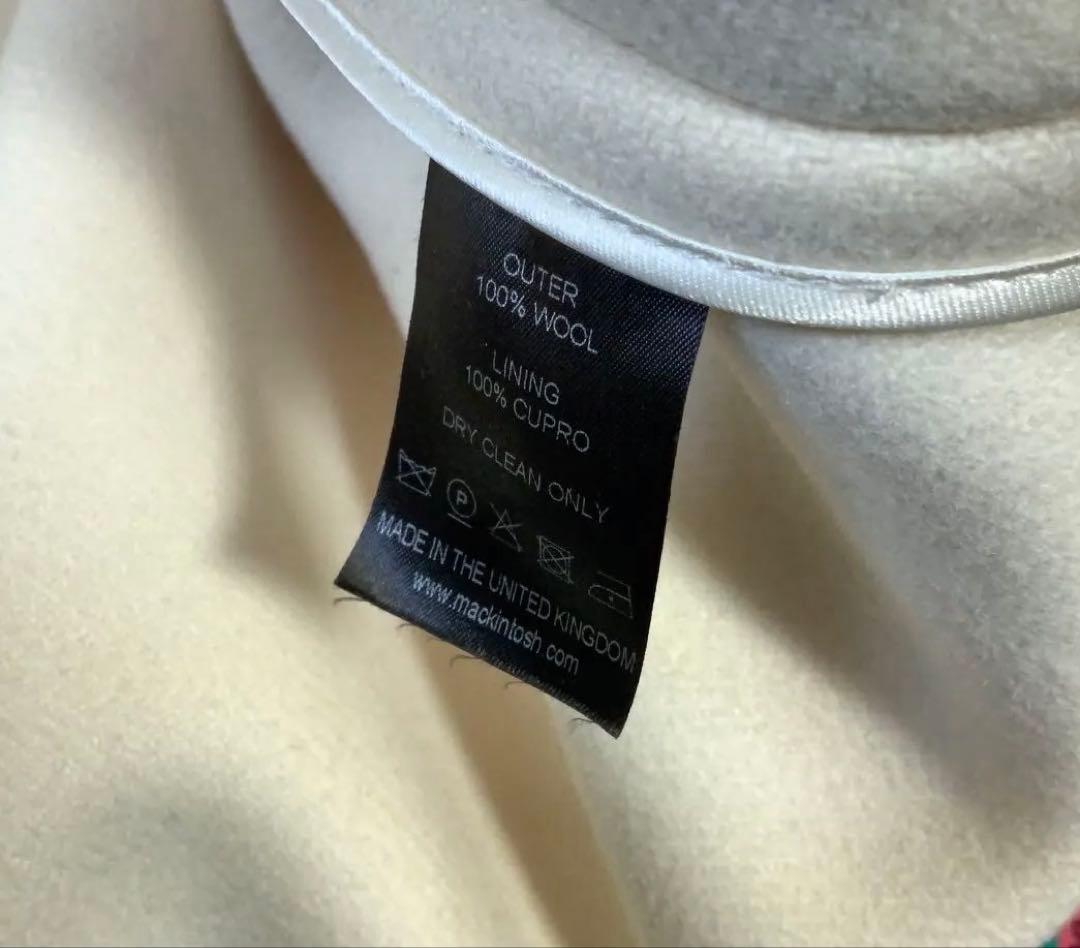 OUTER
100% WOOL
LINING
100% CUPRO
DRY CLEAN ONLY
P
MADE IN THE UNITED KINGDOM
www.mackintosh.com